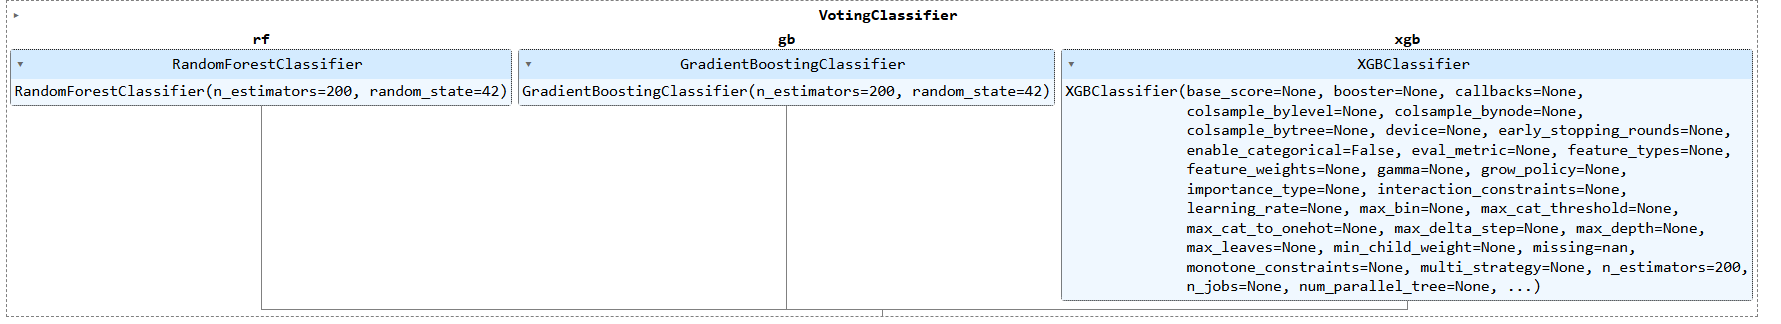 VotingClassifier
rf
RandomForestClassifier
RandomForestClassifier(n_estimators=200, random_state=42)
gb
GradientBoostingClassifier
GradientBoostingClassifier(n_estimators=200, random_state=42)
xgb
XGBClassifier
XGBClassifier(base_score=None, booster=None, callbacks=None,
colsample_bylevel=None, colsample_bynode=None,
colsample_bytree=None, device=None, early_stopping_rounds=None,
enable_categorical=False, eval_metric=None, feature_types=None,
feature_weights=None, gamma=None, grow_policy=None,
importance_type=None, interaction_constraints=None,
learning_rate=None, max_bin=None, max_cat_threshold=None,
max_cat_to_onehot=None, max_delta_step=None, max_depth=None,
max_leaves=None, min_child_weight=None, missing=nan,
monotone_constraints=None, multi_strategy=None, n_estimators=200,
n_jobs=None, num_parallel_tree=None, ...)